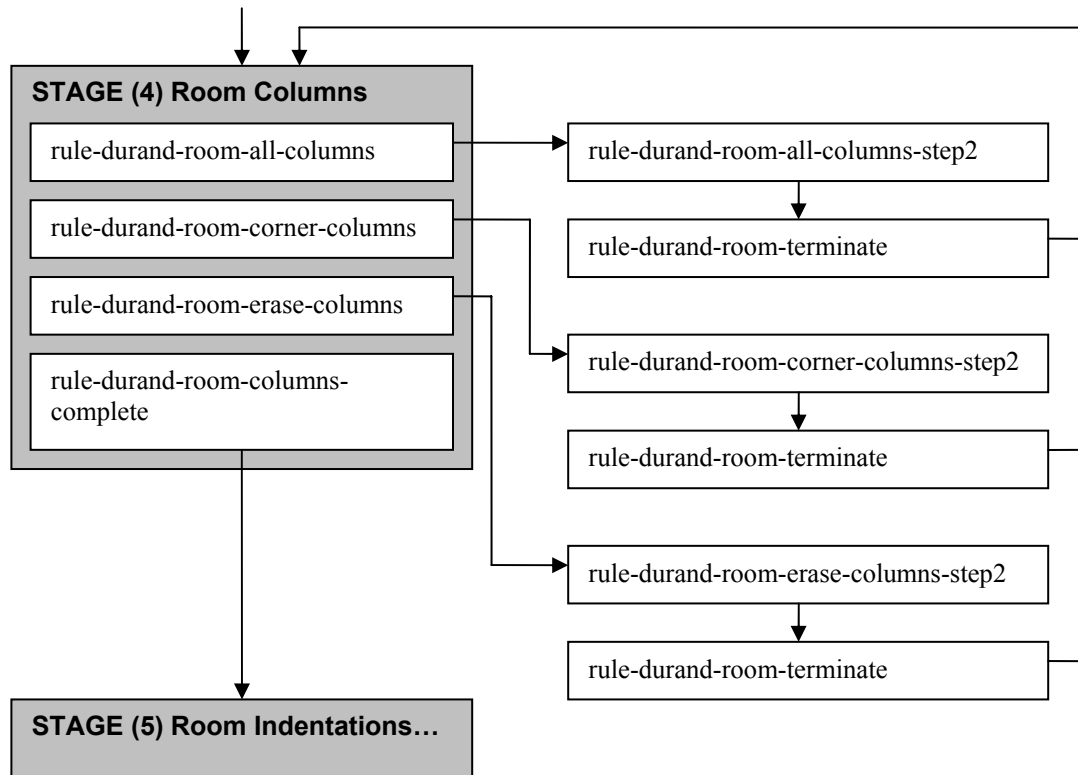 STAGE (4) Room Columns
rule-durand-room-all-columns
rule-durand-room-corner-columns
rule-durand-room-erase-columns
rule-durand-room-columns-
complete
rule-durand-room-all-columns-step2
rule-durand-room-terminate
rule-durand-room-corner-columns-step2
rule-durand-room-terminate
rule-durand-room-erase-columns-step2
rule-durand-room-terminate
STAGE (5) Room Indentations…